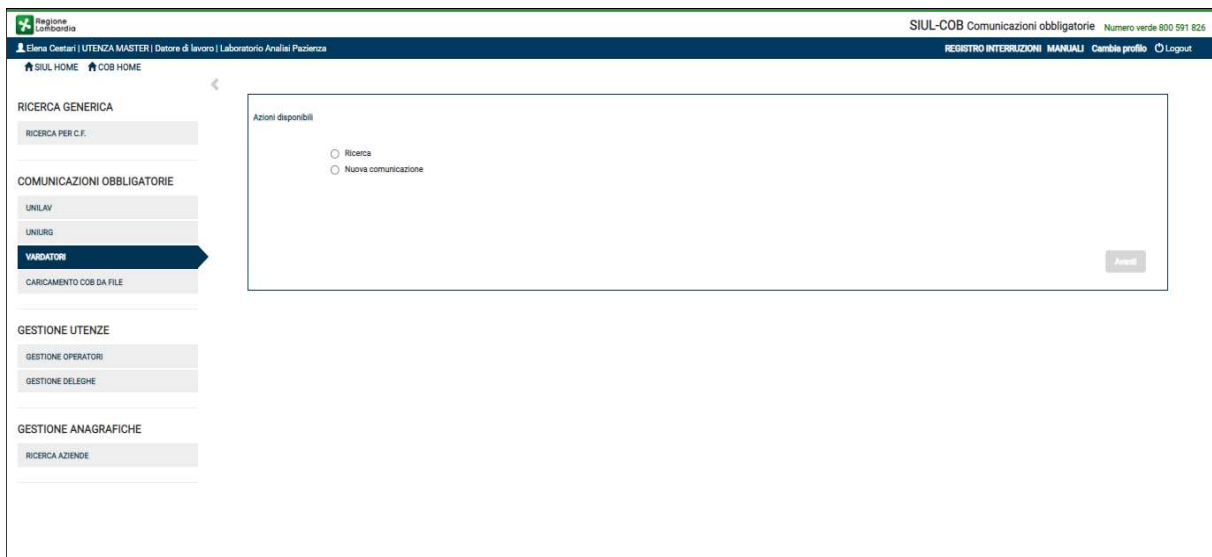 Regione
Lombardia
SIUL-COB Comunicazioni obbligatorie Numero verde 800 591 826
Elena Cestari | UTENZA MASTER | Datore di lavoro | Laboratorio Analisi Pazienza
REGISTRO INTERRUZIONI MANUALI Cambia profilo Logout
SIUL HOME COB HOME
RICERCA GENERICA
RICERCA PER C.F.
COMUNICAZIONI OBBLIGATORIE
UNILAV
UNIURG
VARDATORI
CARICAMENTO COB DA FILE
GESTIONE UTENZE
GESTIONE OPERATORI
GESTIONE DELEGHE
GESTIONE ANAGRAFICHE
RICERCA AZIENDE
Azioni disponibili
Ricerca
Nuova comunicazione
Avanti